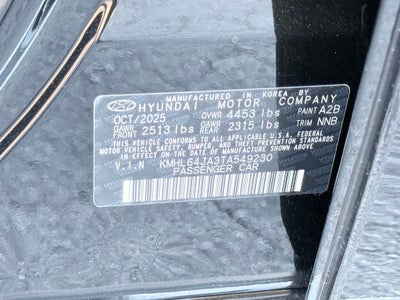 MANUFACTURED IN KOREA BY
HYUNDAI MOTOR COMPANY
OCT/2025 GVWR 4453 lbs PAINT A2B
GAWR FRONT 2513 lbs GAWR REAR 2315 lbs TRIM NNB
THIS VEHICLE CONFORMS TO ALL APPLICABLE U.S.A. FEDERAL
MOTOR VEHICLE SAFETY, BUMPER, AND THEFT PREVENTION
STANDARDS IN EFFECT ON THE DATE OF MANUFACTURE SHOWN ABOVE.
V.I.N KMHL64JA3TA549230
PASSENGER CAR